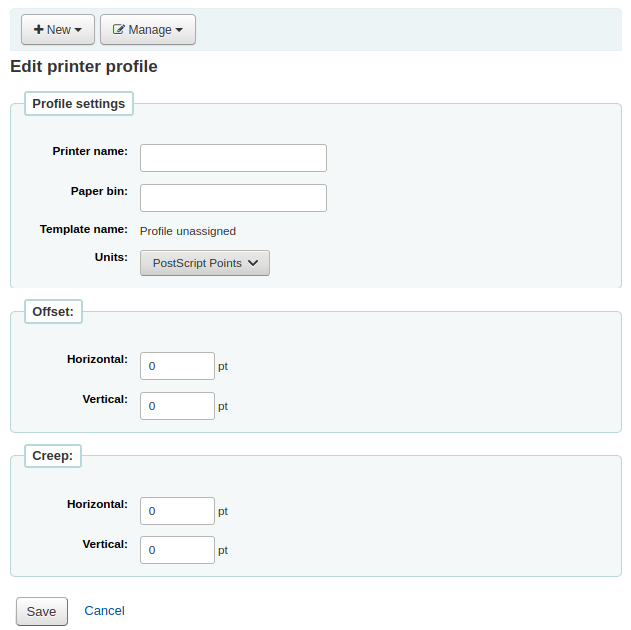 New Manage
Edit printer profile
Profile settings
Printer name:
Paper bin:
Template name: Profile unassigned
Units: PostScript Points
Offset:
Horizontal: 0 pt
Vertical: 0 pt
Creep:
Horizontal: 0 pt
Vertical: 0 pt
Save Cancel